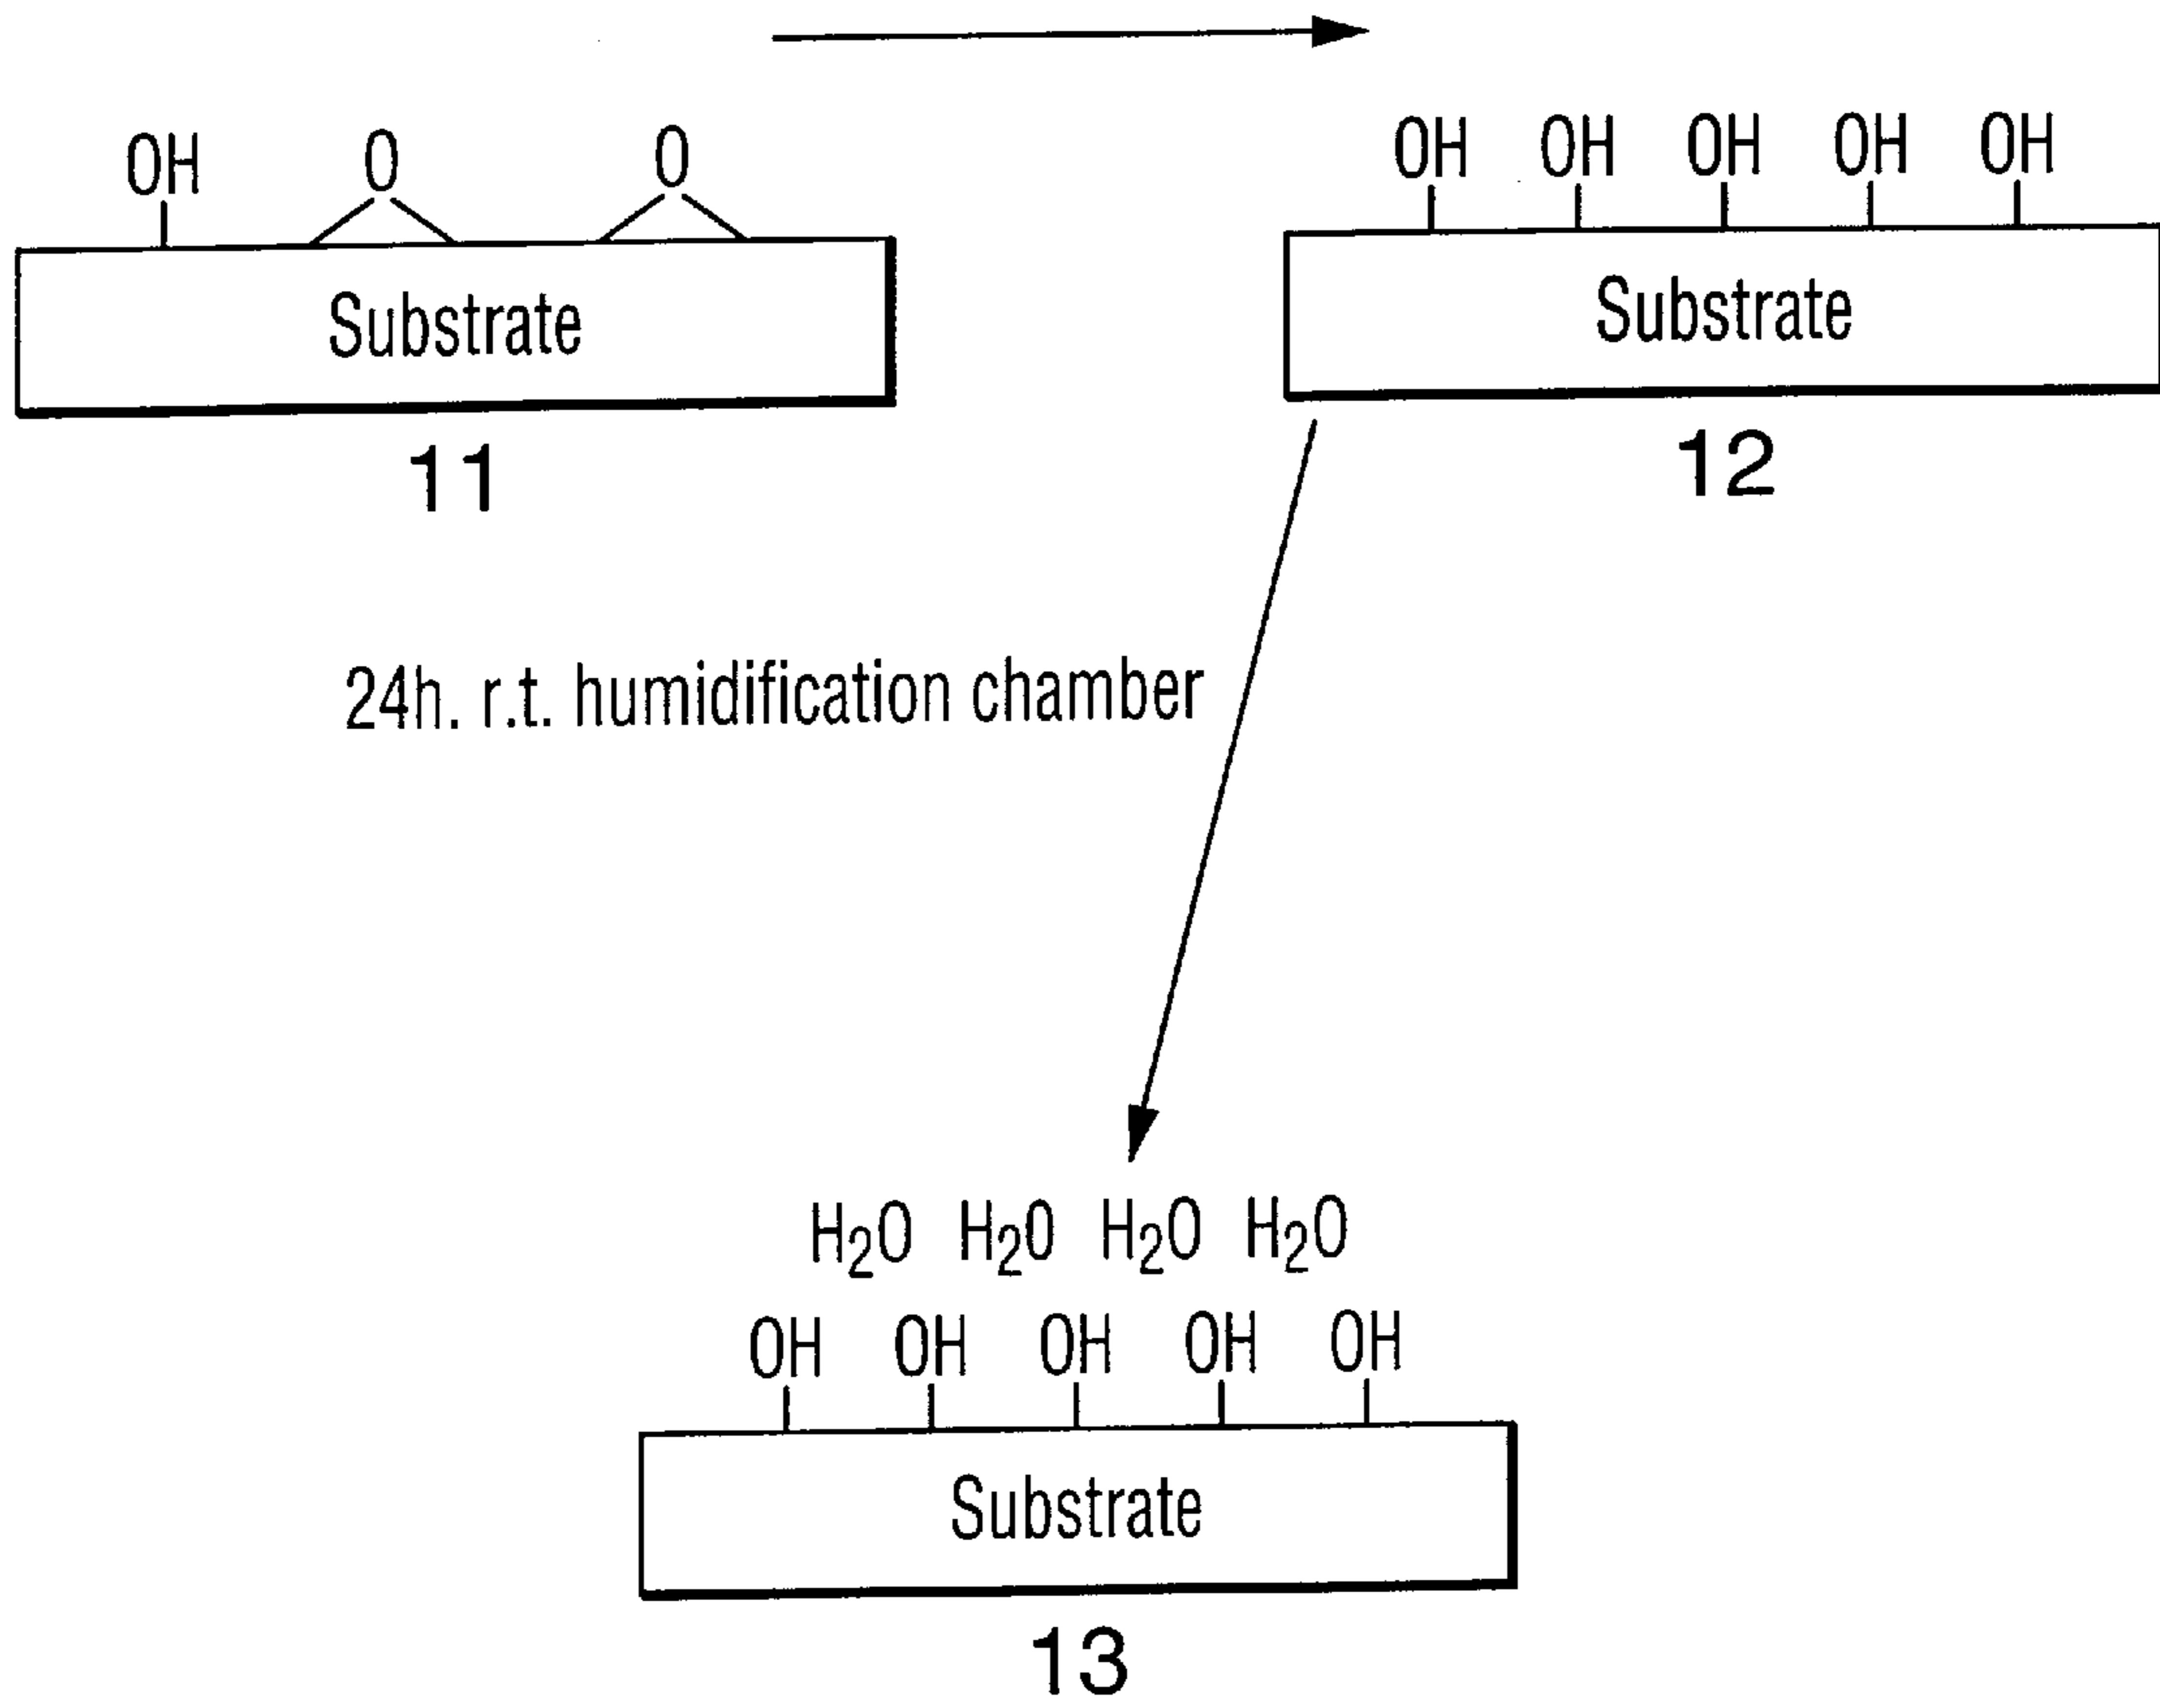 OH O O
Substrate
11
OH OH OH OH OH
Substrate
12
24h. r.t. humidification chamber
H₂O H₂O H₂O H₂O
OH OH OH OH OH
Substrate
13